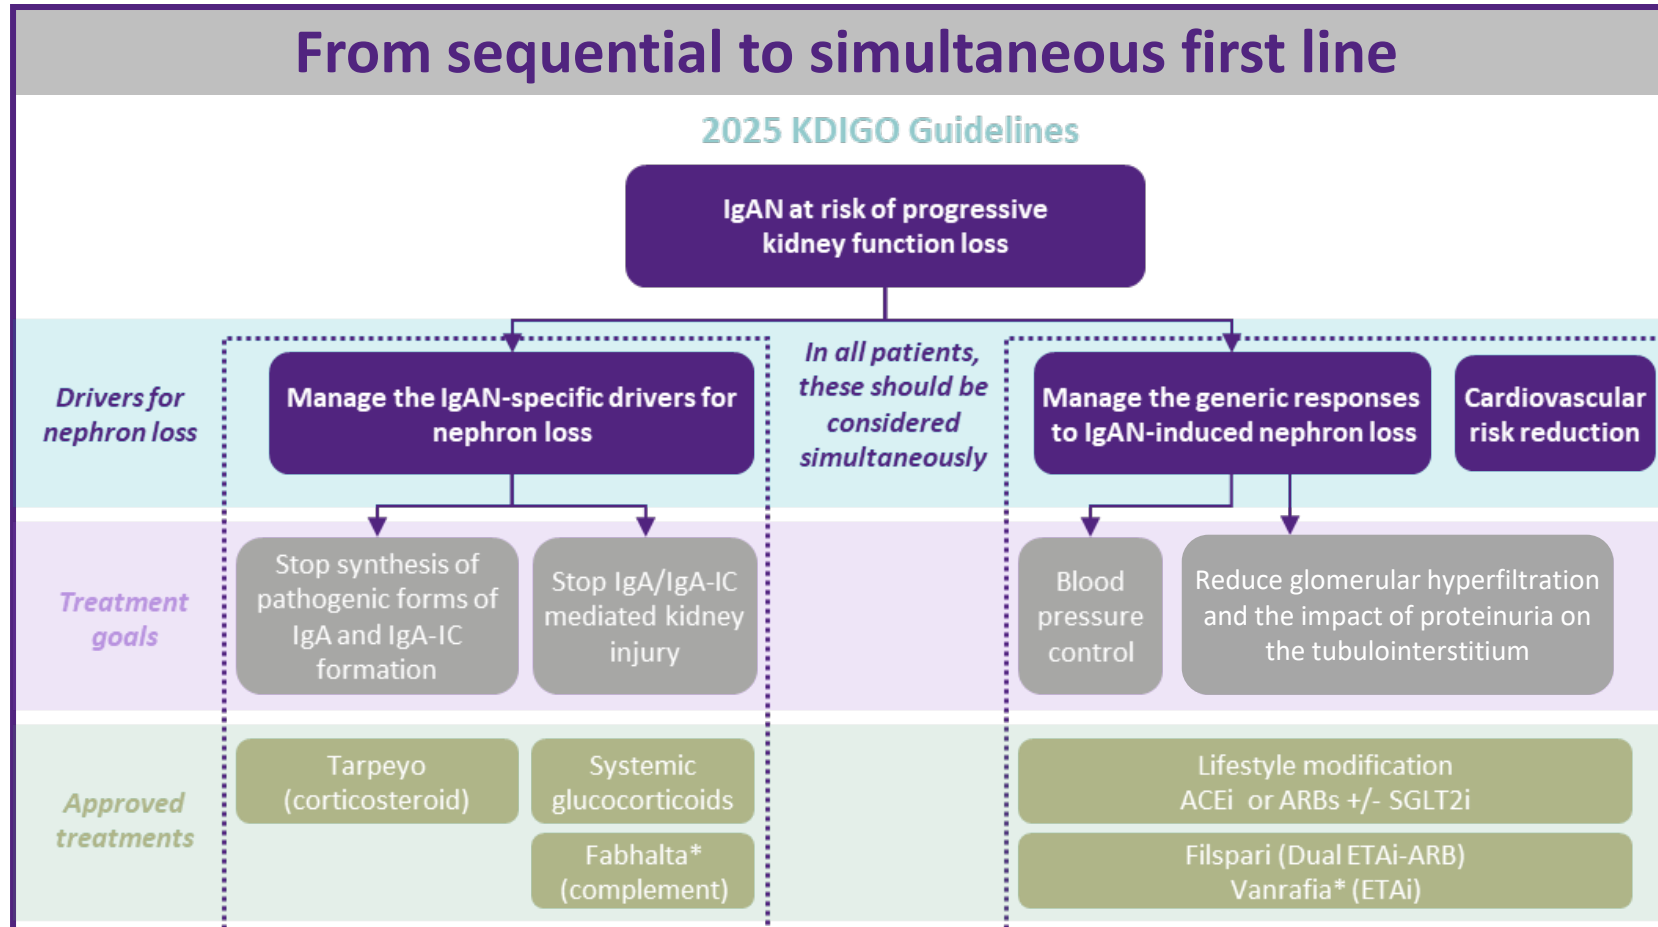 From sequential to simultaneous first line
2025 KDIGO Guidelines
IgAN at risk of progressive
kidney function loss
Drivers for
nephron loss
Manage the IgAN-specific drivers for
nephron loss
In all patients,
these should be
considered
simultaneously
Manage the generic responses
to IgAN-induced nephron loss
Cardiovascular
risk reduction
Treatment
goals
Stop synthesis of
pathogenic forms of
IgA and IgA-IC
formation
Stop IgA/IgA-IC
mediated kidney
injury
Blood
pressure
control
Reduce glomerular hyperfiltration
and the impact of proteinuria on
the tubulointerstitium
Approved
treatments
Tarpeyo
(corticosteroid)
Systemic
glucocorticoids
Fabhalta*
(complement)
Lifestyle modification
ACEi or ARBs +/- SGLT2i
Filspari (Dual ETAi-ARB)
Vanrafia* (ETAi)